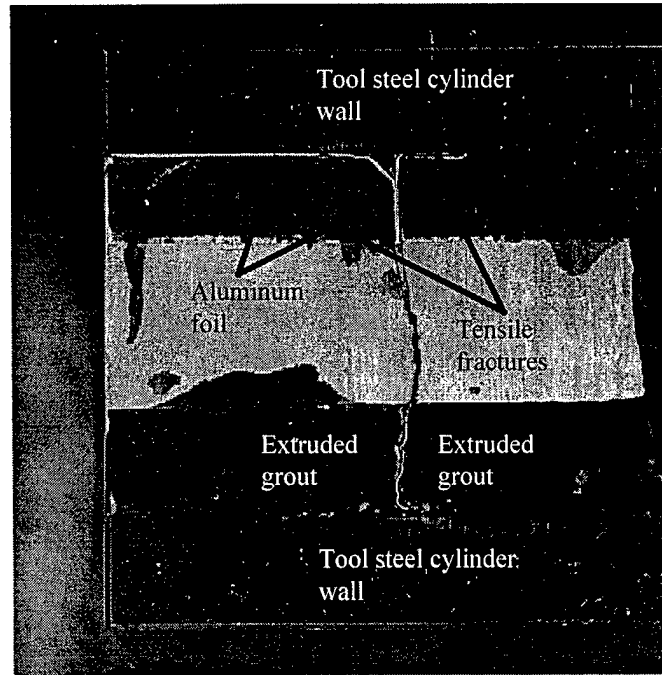 Tool steel cylinder
wall
Aluminum
foil
Tensile
fractures
Extruded
grout
Extruded
grout
Tool steel cylinder
wall